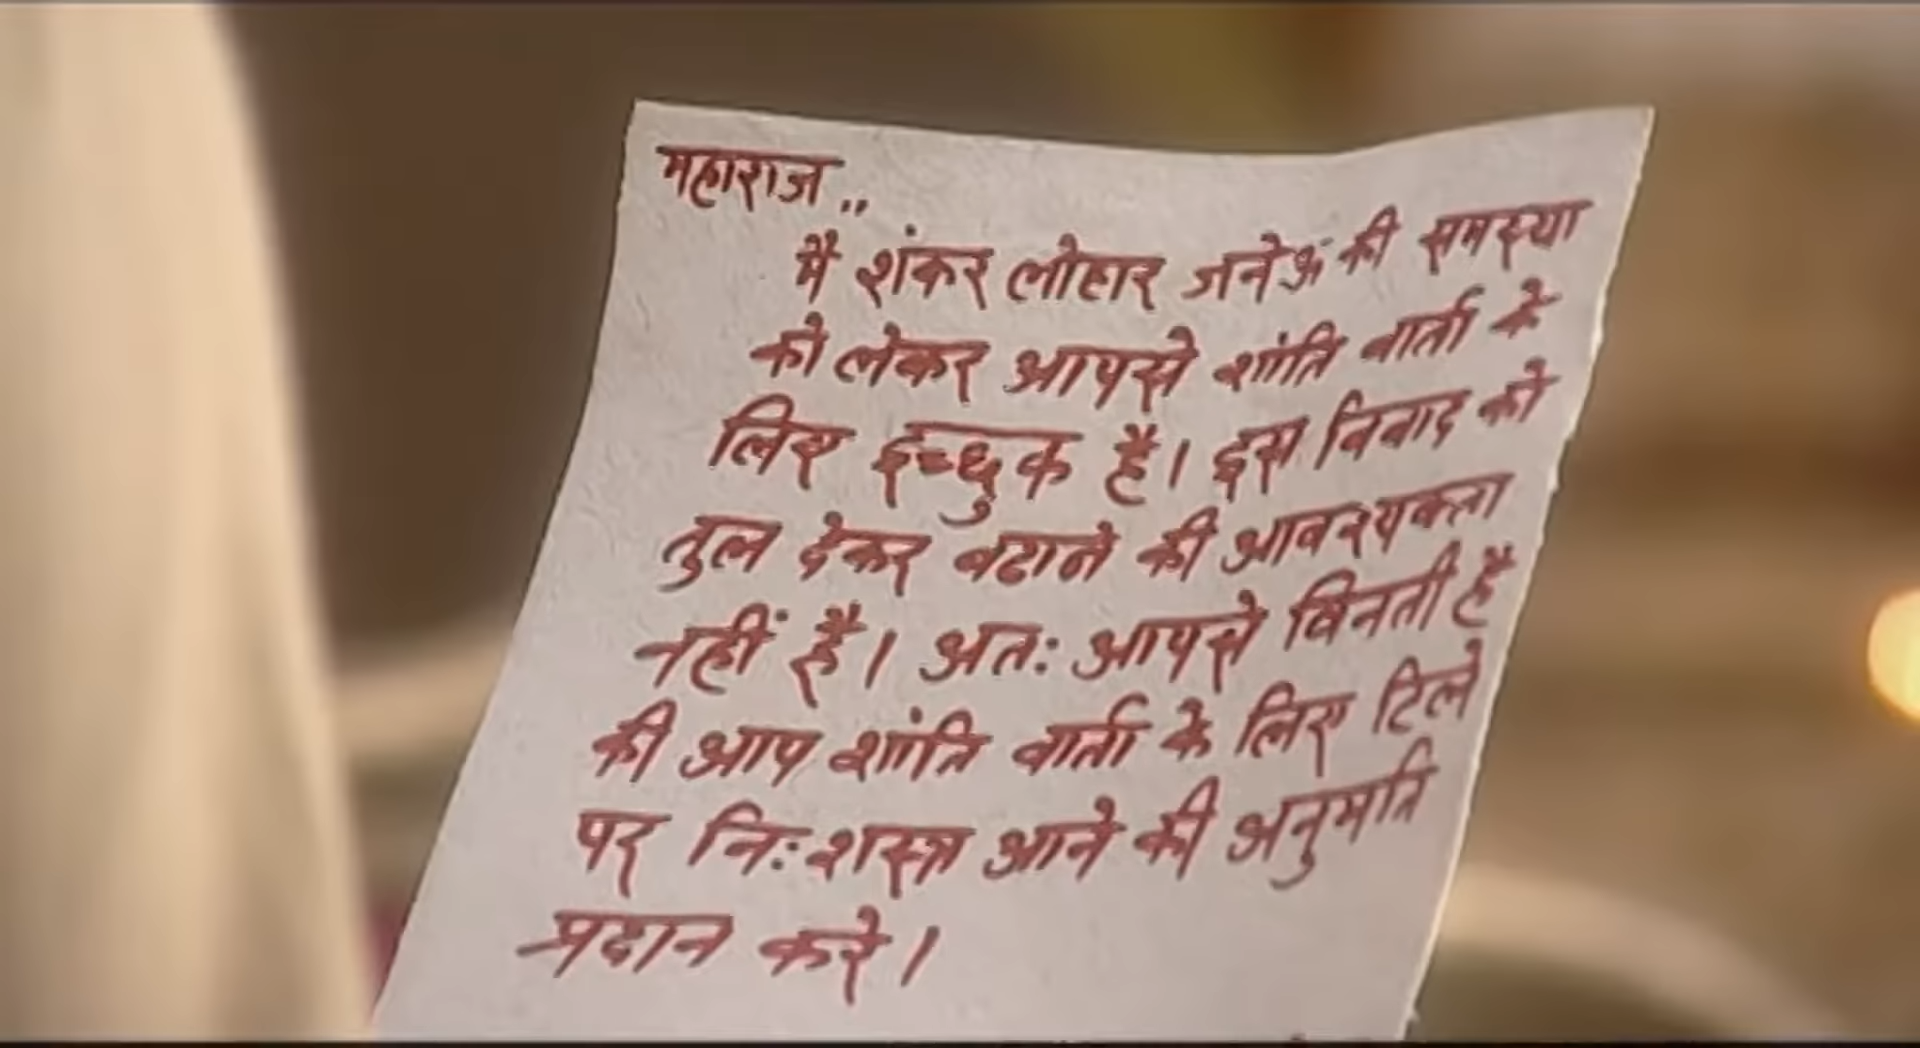 महाराज..
मै शंकर लोहार जनेऊ की समस्या
को लेकर आपसे शांति वार्ता के
लिए इच्छुक है। इस विवाद को
तुल देकर बढाने की आवश्यकता
नहीं है। अतः आपसे विनती है
की आप शांति वार्ता के लिए टिले
पर निःशस्त्र आने की अनुमति
प्रदान करे।